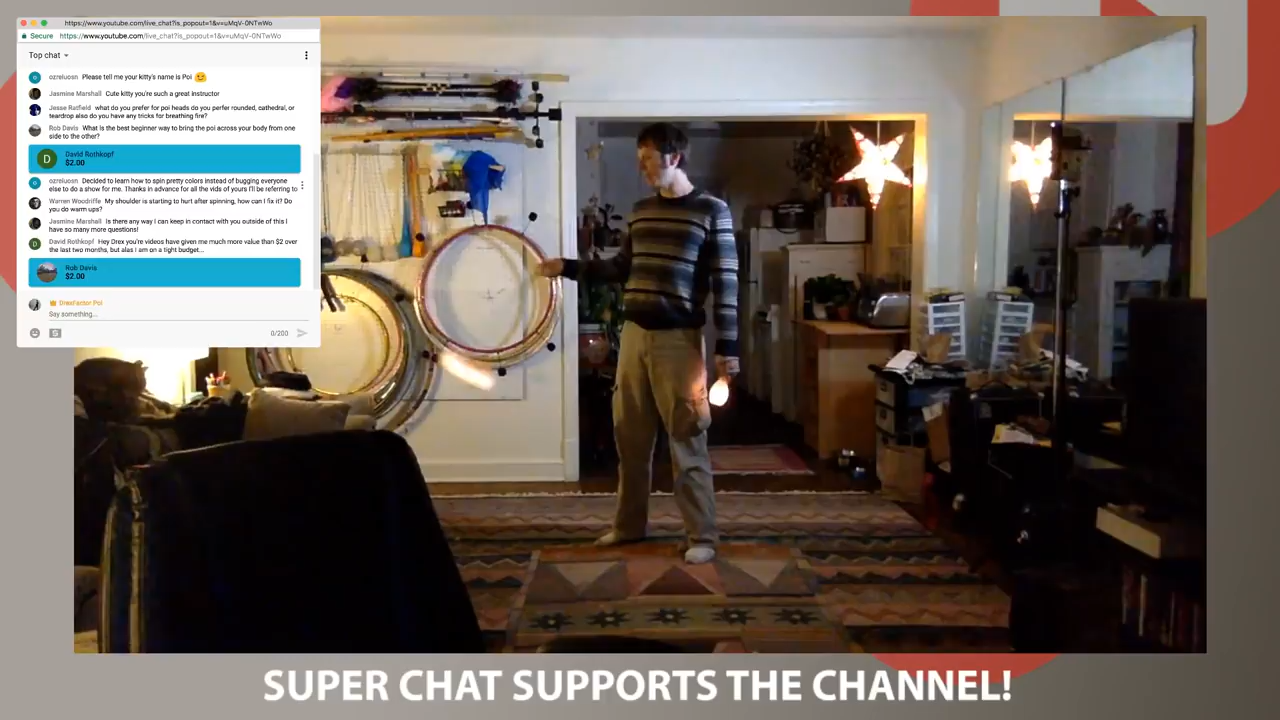 https://www.youtube.com/live_chat?is_popout=1&v=uMqV-0NTwWo
Secure https://www.youtube.com/live_chat?is_popout=1&v=uMqV-0NTwWo
Top chat
ozreiuosn Please tell me your kitty's name is Poi
Jasmine Marshall Cute kitty you're such a great instructor
Jesse Ratfield what do you prefer for poi heads do you perfer rounded, cathedral, or
teardrop also do you have any tricks for breathing fire?
Rob Davis What is the best beginner way to bring the poi across your body from one
side to the other?
D David Rothkopf
$2.00
ozreiuosn Decided to learn how to spin pretty colors instead of bugging everyone
else to do a show for me. Thanks in advance for all the vids of yours I'll be referring to
Warren Woodriffe My shoulder is starting to hurt after spinning, how can I fix it? Do
you do warm ups?
Jasmine Marshall Is there any way I can keep in contact with you outside of this I
have so many more questions!
D David Rothkopf Hey Drex you're videos have given me much more value than $2 over
the last two months, but alas I am on a tight budget...
Rob Davis
$2.00
DrexFactor Poi
Say something...
0/200
SUPER CHAT SUPPORTS THE CHANNEL!